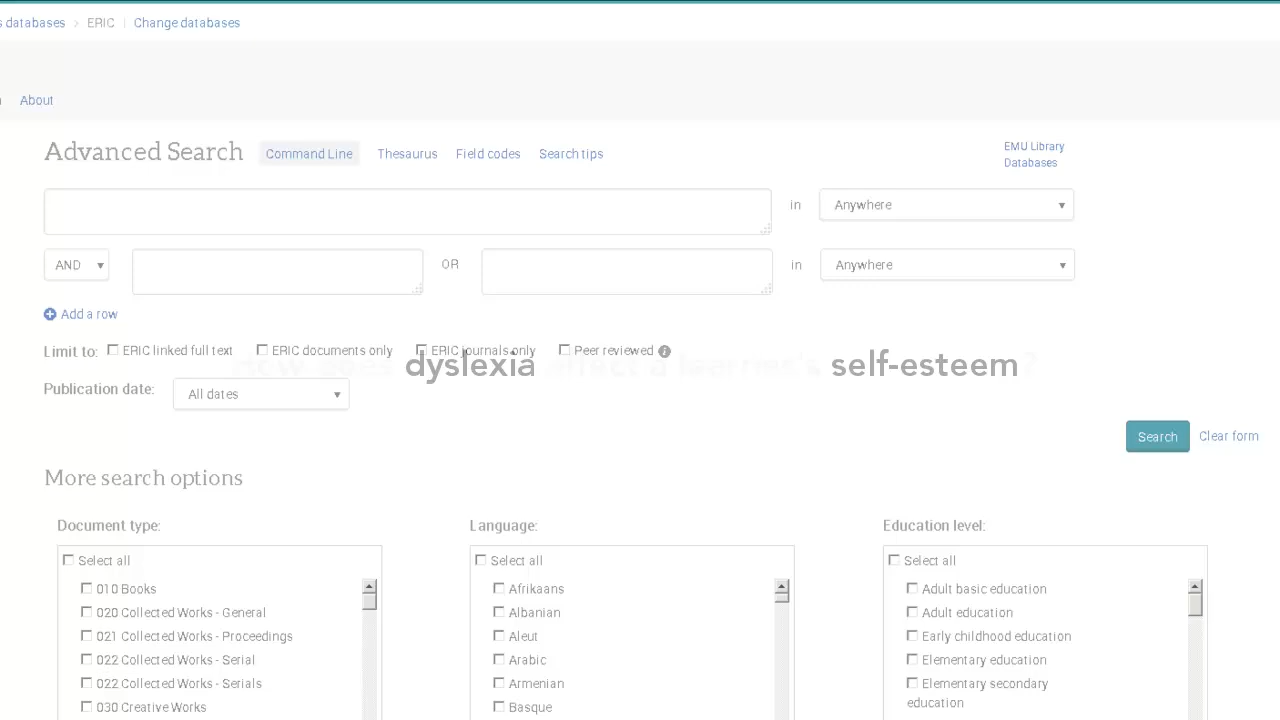 s databases > ERIC | Change databases
About
Advanced Search Command Line Thesaurus Field codes Search tips
EMU Library
Databases
in Anywhere
AND OR in Anywhere
Add a row
Limit to: ERIC linked full text ERIC documents only ERIC journals only Peer reviewed
How does dyslexia affect a learner's self-esteem?
Publication date: All dates
Search Clear form
More search options
Document type:
Select all
010 Books
020 Collected Works - General
021 Collected Works - Proceedings
022 Collected Works - Serial
022 Collected Works - Serials
030 Creative Works
Language:
Select all
Afrikaans
Albanian
Aleut
Arabic
Armenian
Basque
Education level:
Select all
Adult basic education
Adult education
Early childhood education
Elementary education
Elementary secondary
education